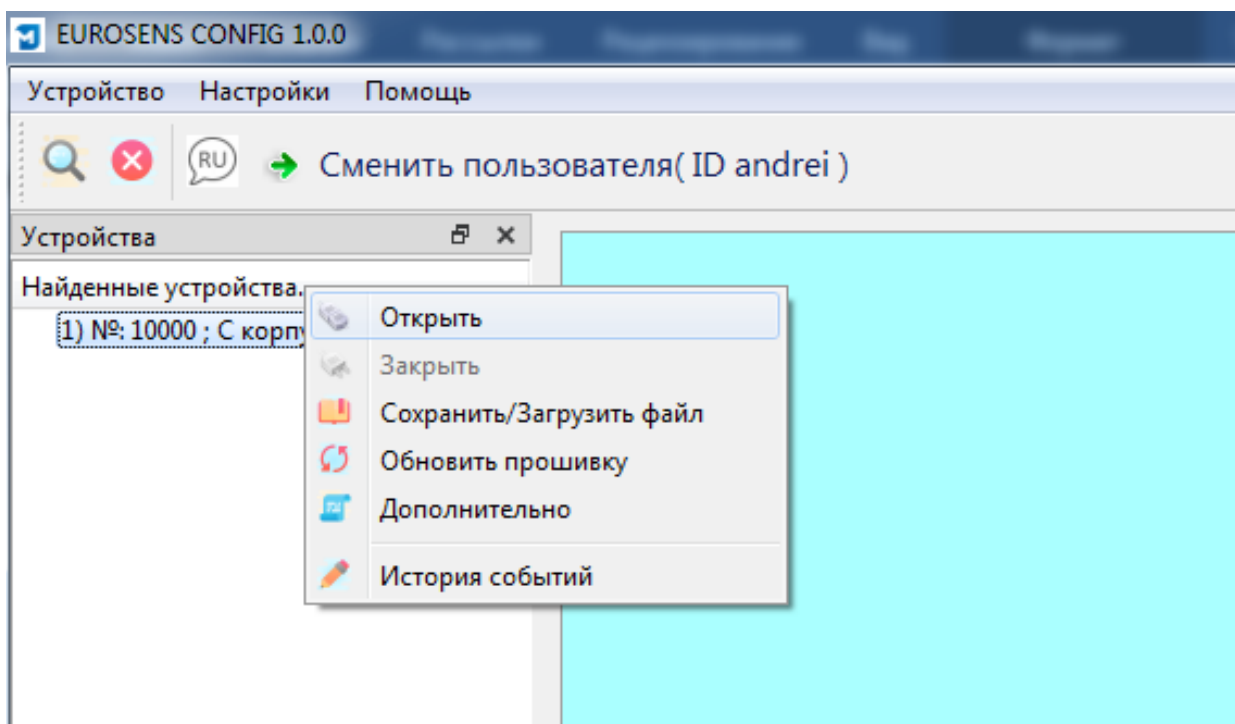 EUROSENS CONFIG 1.0.0
Устройство Настройки Помощь
RU Сменить пользователя( ID andrei )
Устройства
Найденные устройства.
1) №: 10000 ; С
Открыть
Закрыть
Сохранить/Загрузить файл
Обновить прошивку
Дополнительно
История событий